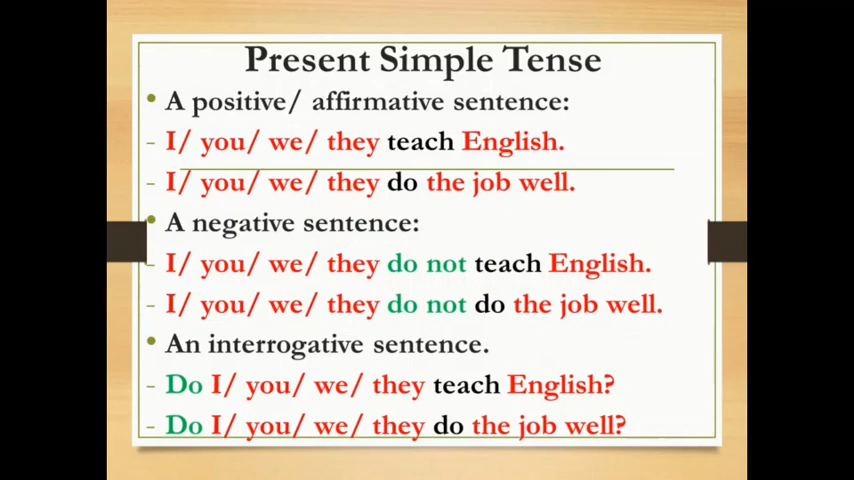 Present Simple Tense
• A positive/ affirmative sentence:
- I/ you/ we/ they teach English.
- I/ you/ we/ they do the job well.
• A negative sentence:
- I/ you/ we/ they do not teach English.
- I/ you/ we/ they do not do the job well.
• An interrogative sentence.
- Do I/ you/ we/ they teach English?
- Do I/ you/ we/ they do the job well?